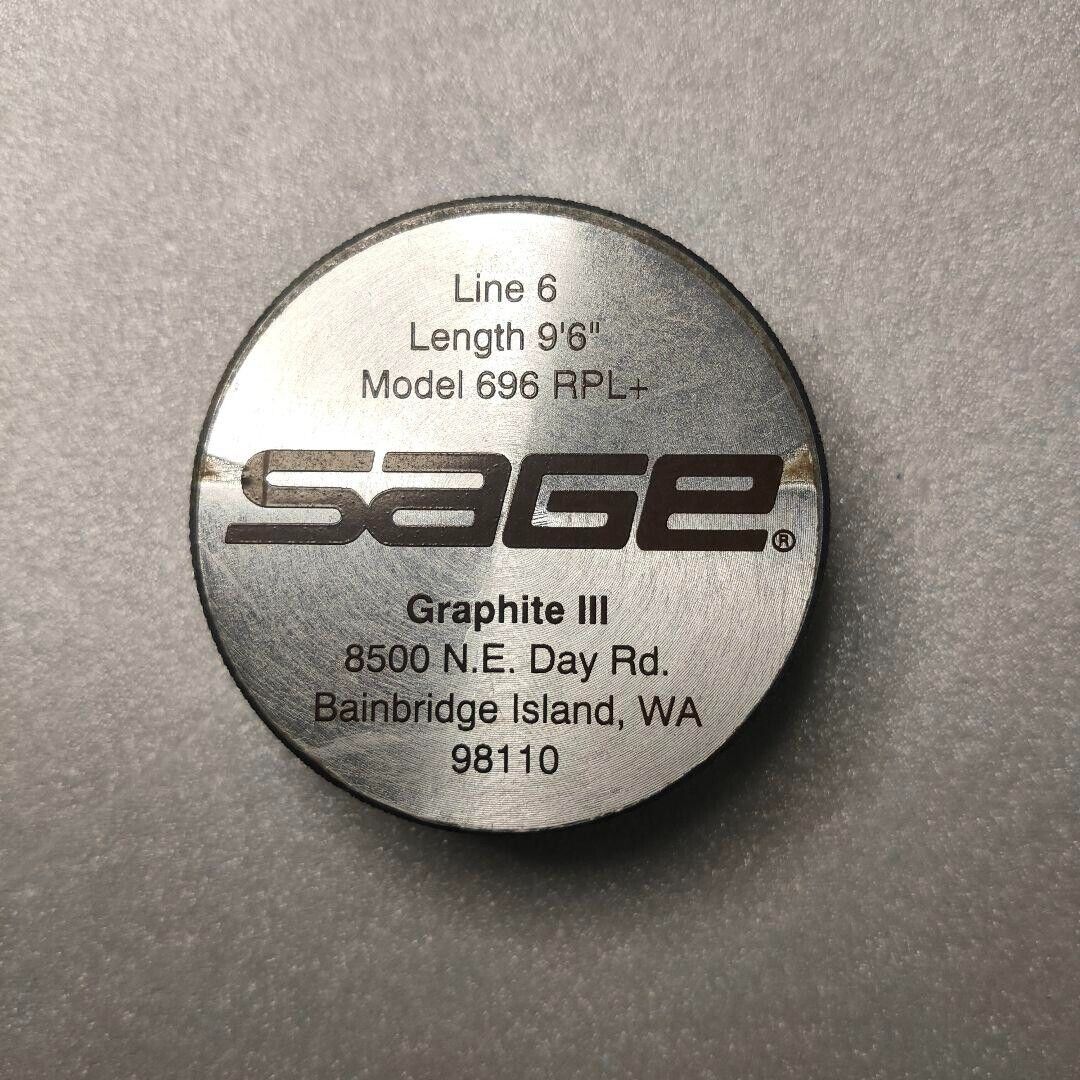 Line 6
Length 9'6"
Model 696 RPL+
SaGe®
Graphite III
8500 N.E. Day Rd.
Bainbridge Island, WA
98110